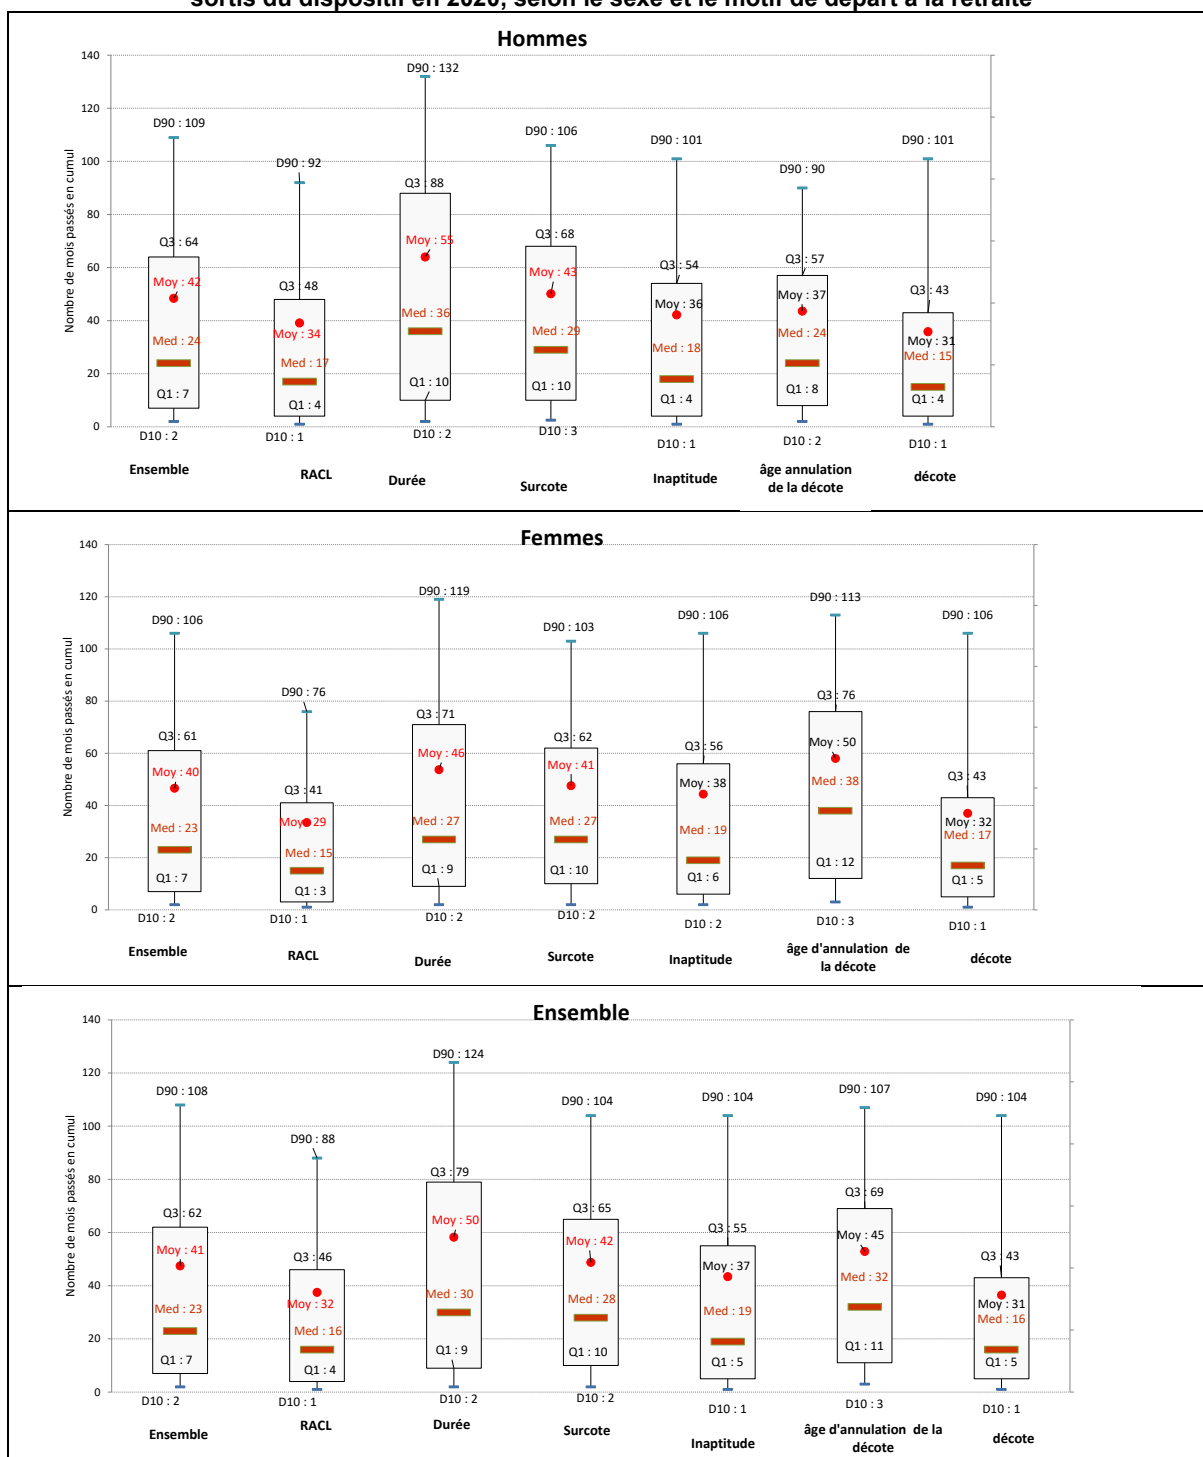 sortis du dispositif en 2020, selon le sexe et le motif de départ à la retraite
Hommes
Nombre de mois passés en cumul
140
120
100
80
60
40
20
0
D90 : 109
Q3 : 64
Moy : 42
Med : 24
Q1 : 7
D10 : 2
Ensemble
D90 : 92
Q3 : 48
Moy : 34
Med : 17
Q1 : 4
D10 : 1
RACL
D90 : 132
Q3 : 88
Moy : 55
Med : 36
Q1 : 10
D10 : 2
Durée
D90 : 106
Q3 : 68
Moy : 43
Med : 29
Q1 : 10
D10 : 3
Surcote
D90 : 101
Q3 : 54
Moy : 36
Med : 18
Q1 : 4
D10 : 1
Inaptitude
D90 : 90
Q3 : 57
Moy : 37
Med : 24
Q1 : 8
D10 : 2
âge annulation
de la décote
D90 : 101
Q3 : 43
Moy : 31
Med : 15
Q1 : 4
D10 : 1
décote
Femmes
Nombre de mois passés en cumul
140
120
100
80
60
40
20
0
D90 : 106
Q3 : 61
Moy : 40
Med : 23
Q1 : 7
D10 : 2
Ensemble
D90 : 76
Q3 : 41
Moy : 29
Med : 15
Q1 : 3
D10 : 1
RACL
D90 : 119
Q3 : 71
Moy : 46
Med : 27
Q1 : 9
D10 : 2
Durée
D90 : 103
Q3 : 62
Moy : 41
Med : 27
Q1 : 10
D10 : 2
Surcote
D90 : 106
Q3 : 56
Moy : 38
Med : 19
Q1 : 6
D10 : 2
Inaptitude
D90 : 113
Q3 : 76
Moy : 50
Med : 38
Q1 : 12
D10 : 3
âge d'annulation de
la décote
D90 : 106
Q3 : 43
Moy : 32
Med : 17
Q1 : 5
D10 : 1
décote
Ensemble
Nombre de mois passés en cumul
140
120
100
80
60
40
20
0
D90 : 108
Q3 : 62
Moy : 41
Med : 23
Q1 : 7
D10 : 2
Ensemble
D90 : 88
Q3 : 46
Moy : 32
Med : 16
Q1 : 4
D10 : 1
RACL
D90 : 124
Q3 : 79
Moy : 50
Med : 30
Q1 : 9
D10 : 2
Durée
D90 : 104
Q3 : 65
Moy : 42
Med : 28
Q1 : 10
D10 : 2
Surcote
D90 : 104
Q3 : 55
Moy : 37
Med : 19
Q1 : 5
D10 : 1
Inaptitude
D90 : 107
Q3 : 69
Moy : 45
Med : 32
Q1 : 11
D10 : 3
âge d'annulation de la
décote
D90 : 104
Q3 : 43
Moy : 31
Med : 16
Q1 : 5
D10 : 1
décote